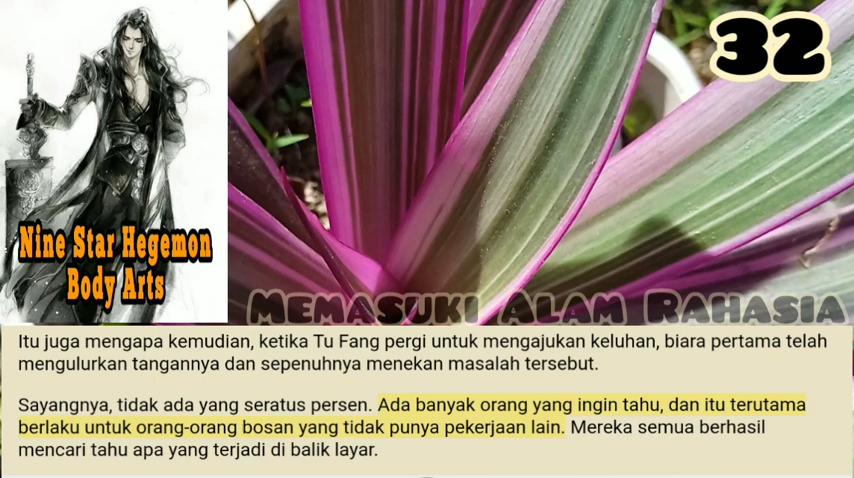 32
Nine Star Hegemon
Body Arts
Memasuki Alam Rahasia
Itu juga mengapa kemudian, ketika Tu Fang pergi untuk mengajukan keluhan, biara pertama telah
mengulurkan tangannya dan sepenuhnya menekan masalah tersebut.
Sayangnya, tidak ada yang seratus persen. Ada banyak orang yang ingin tahu, dan itu terutama
berlaku untuk orang-orang bosan yang tidak punya pekerjaan lain. Mereka semua berhasil
mencari tahu apa yang terjadi di balik layar.